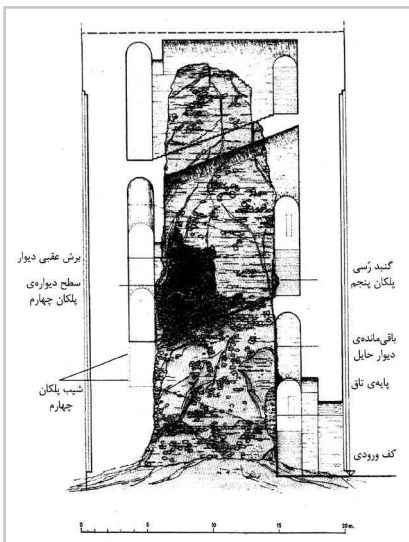 برش عقبی دیوار
سطح دیواره‌ی
پلکان چهارم
شیب پلکان
چهارم
گنبد رُسی
پلکان پنجم
باقی‌مانده‌ی
دیوار حایل
پایه‌ی تاق
کف ورودی
0 5 10 15 20 m.